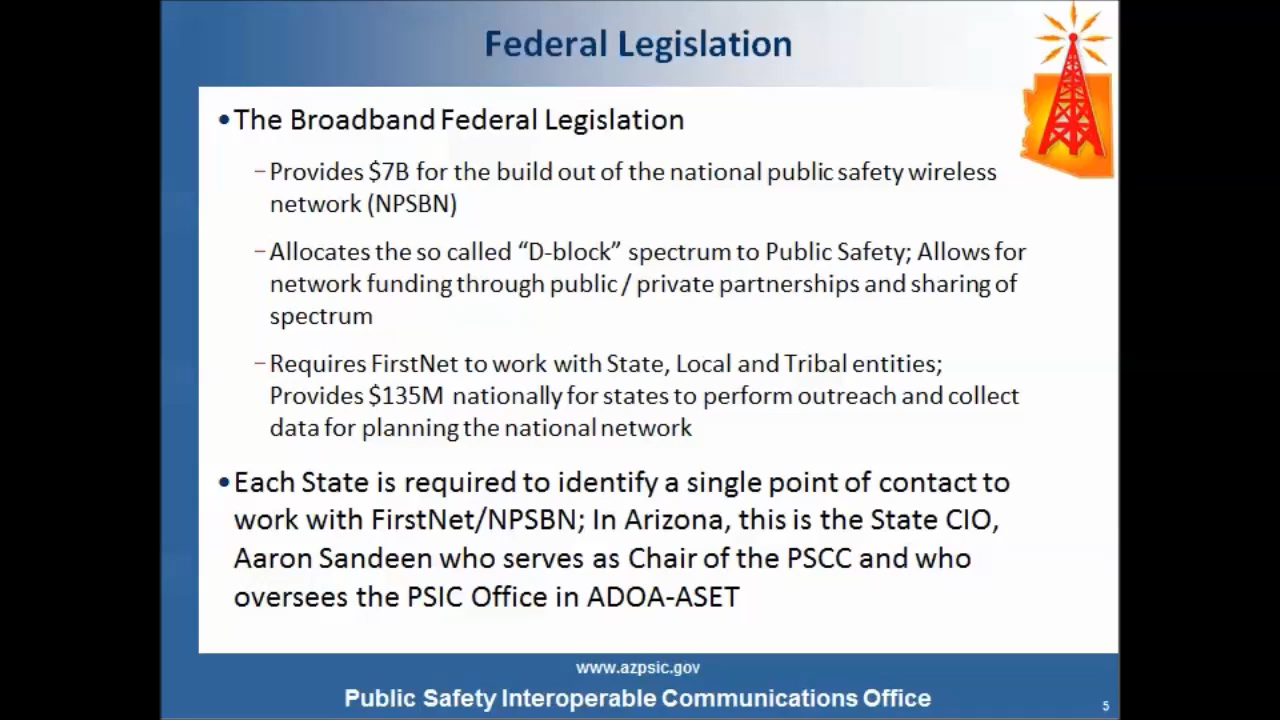 Federal Legislation
•The Broadband Federal Legislation
–Provides $7B for the build out of the national public safety wireless
network (NPSBN)
–Allocates the so called “D-block” spectrum to Public Safety; Allows for
network funding through public / private partnerships and sharing of
spectrum
–Requires FirstNet to work with State, Local and Tribal entities;
Provides $135M nationally for states to perform outreach and collect
data for planning the national network
•Each State is required to identify a single point of contact to
work with FirstNet/NPSBN; In Arizona, this is the State CIO,
Aaron Sandeen who serves as Chair of the PSCC and who
oversees the PSIC Office in ADOA-ASET
www.azpsic.gov
Public Safety Interoperable Communications Office
5